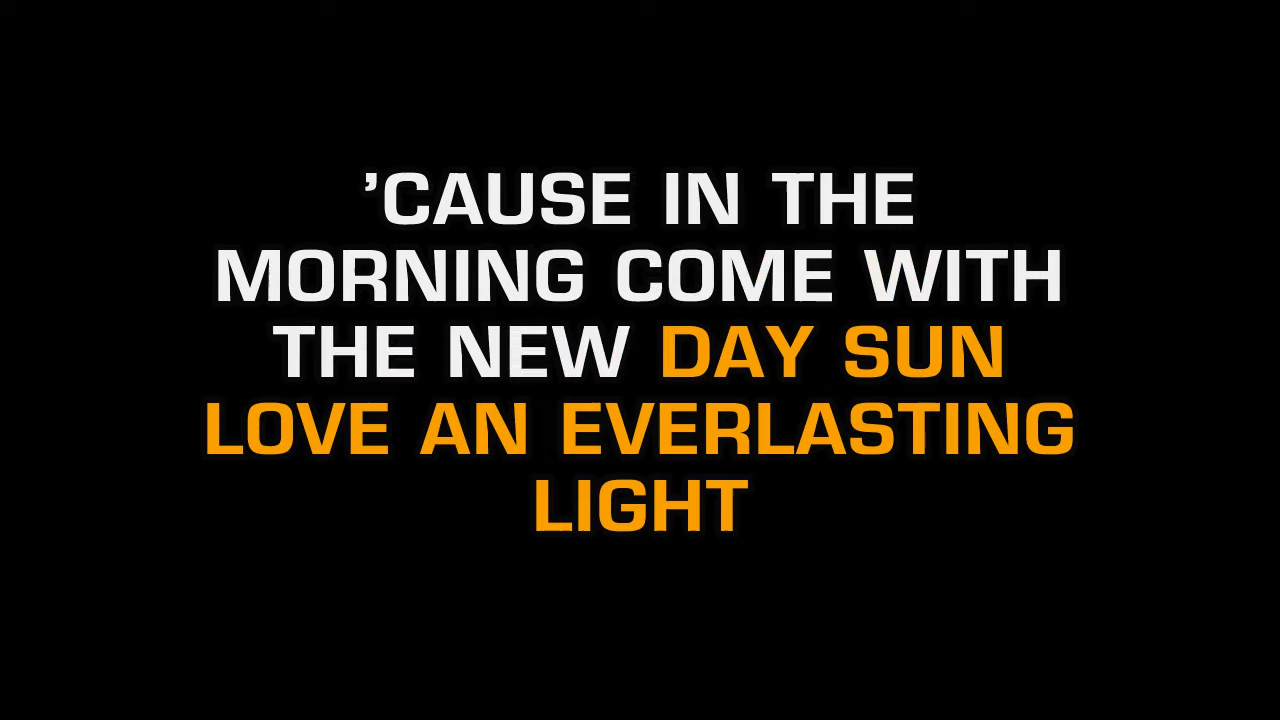 ’CAUSE IN THE
MORNING COME WITH
THE NEW DAY SUN
LOVE AN EVERLASTING
LIGHT